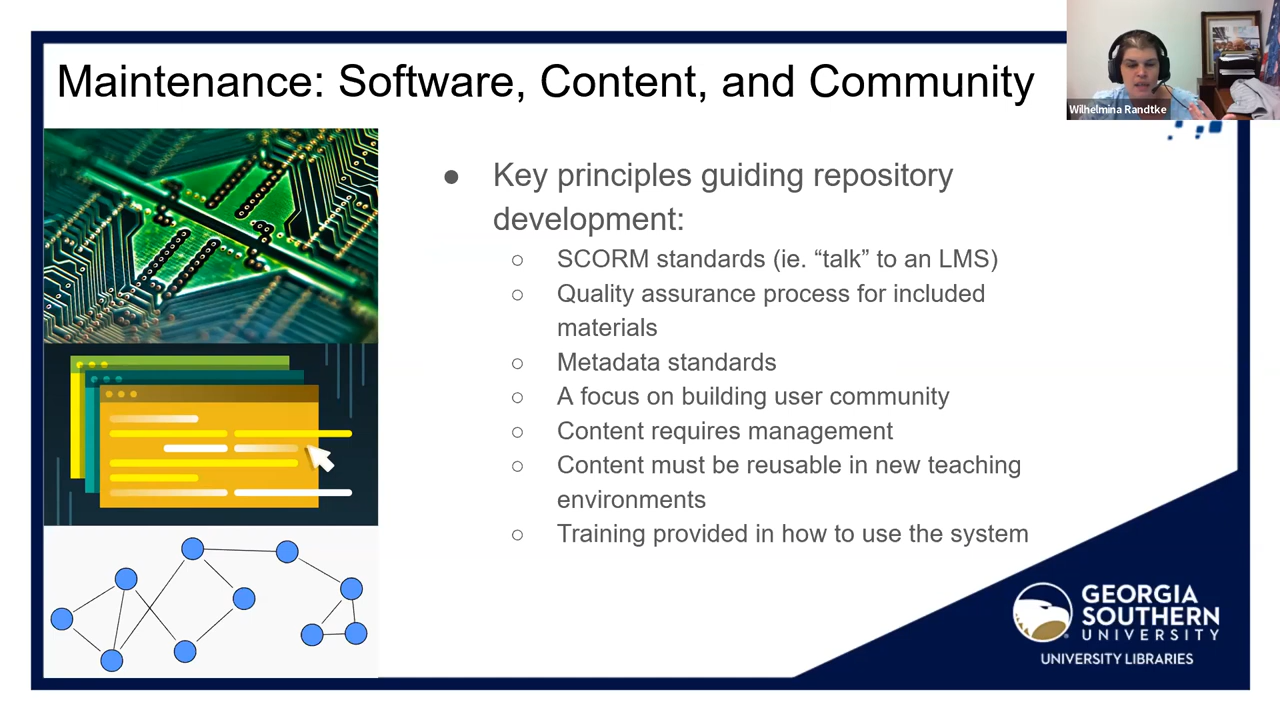 Maintenance: Software, Content, and Community
Wilhelmina Randtke
● Key principles guiding repository
development:
○ SCORM standards (ie. “talk” to an LMS)
○ Quality assurance process for included
materials
○ Metadata standards
○ A focus on building user community
○ Content requires management
○ Content must be reusable in new teaching
environments
○ Training provided in how to use the system
GEORGIA
SOUTHERN
UNIVERSITY
UNIVERSITY LIBRARIES